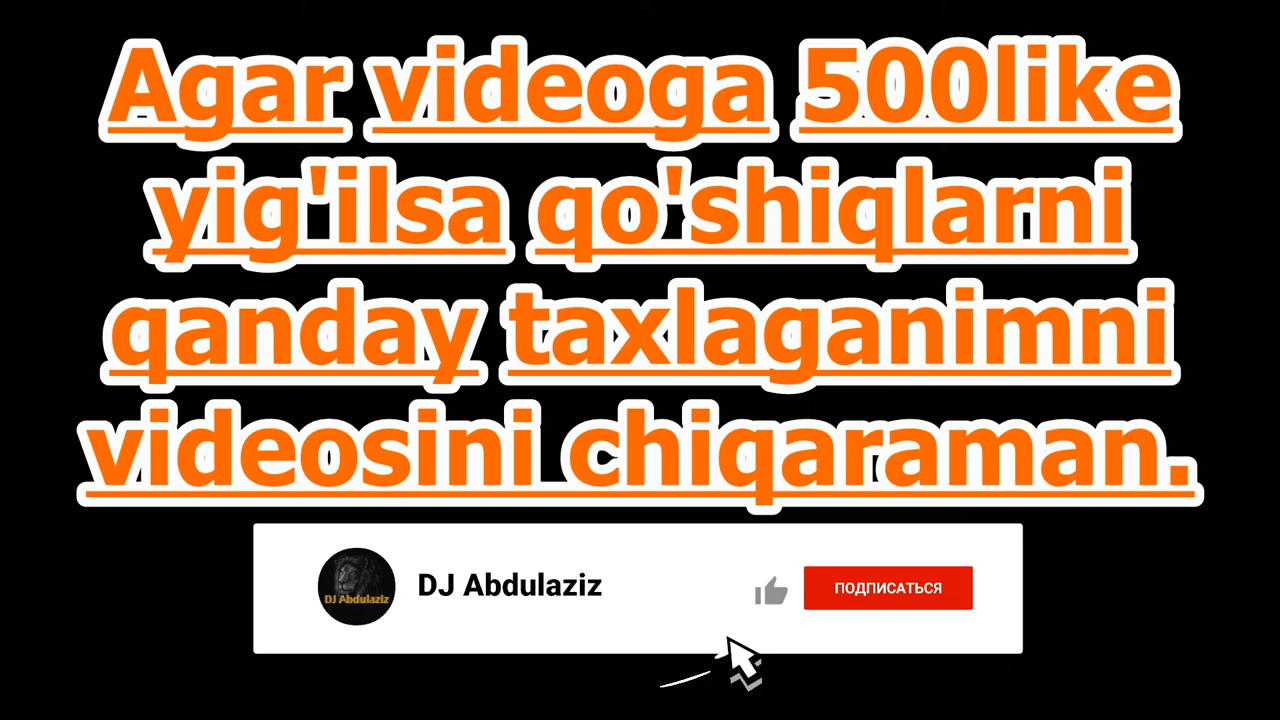 Agar videoga 500like
yig'ilsa qo'shiqlarni
qanday taxlaganimni
videosini chiqaraman.
DJ Abdulaziz
DJ Abdulaziz
ПОДПИСАТЬСЯ